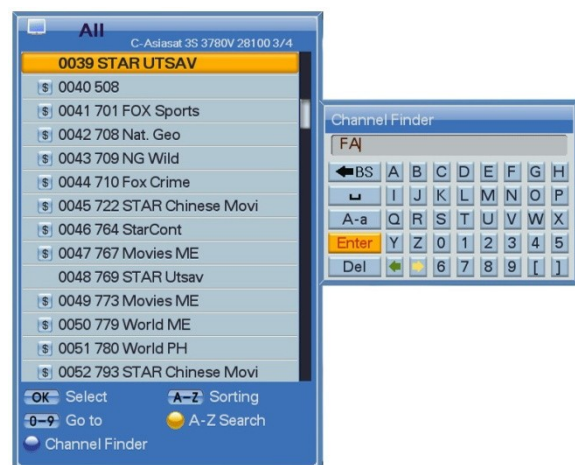 All
C-Asiasat 3S 3780V 28100 3/4
0039 STAR UTSAV
$ 0040 508
$ 0041 701 FOX Sports
$ 0042 708 Nat. Geo
$ 0043 709 NG Wild
$ 0044 710 Fox Crime
$ 0045 722 STAR Chinese Movi
$ 0046 764 StarCont
$ 0047 767 Movies ME
0048 769 STAR Utsav
$ 0049 773 Movies ME
$ 0050 779 World ME
$ 0051 780 World PH
$ 0052 793 STAR Chinese Movi
OK Select A–Z Sorting
0–9 Go to A-Z Search
Channel Finder
Channel Finder
FA
BS A B C D E F G H
I J K L M N O P
A-a Q R S T U V W X
Enter Y Z 0 1 2 3 4 5
Del 6 7 8 9 [ ]